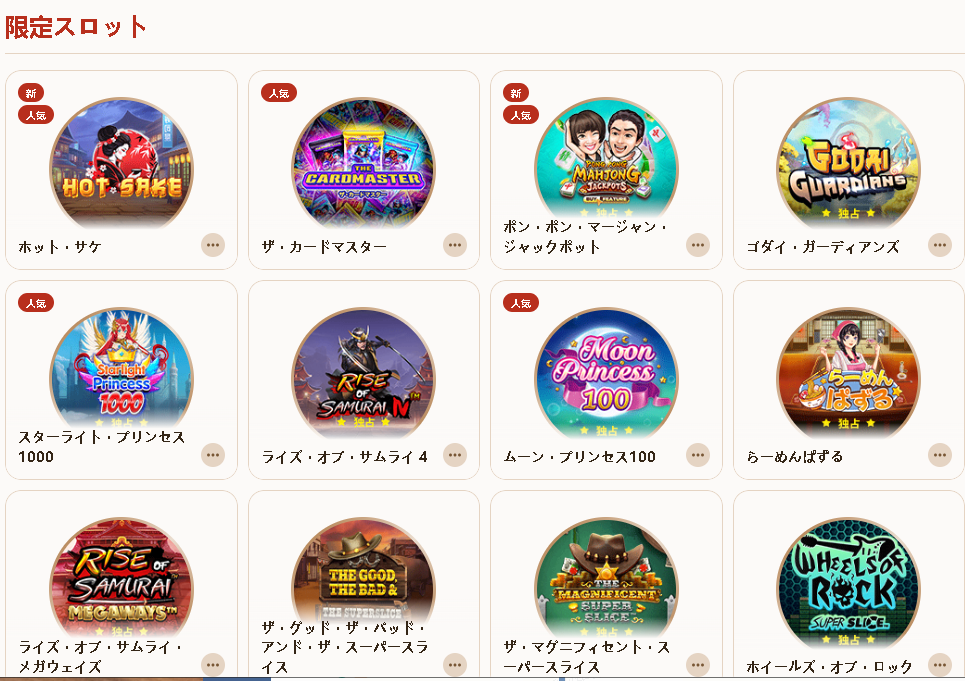 限定スロット
新
人気
HOT SAKE
ホット・サケ
人気
THE
CARDMASTER
ザ・カードマスター
ザ・カードマスター
新
人気
PONG PONG
MAHJONG
JACKPOTS
BUY FEATURE
独占
ポン・ポン・マージャン・
ジャックポット
GODAI
GUARDIANS
独占
ゴダイ・ガーディアンズ
人気
Starlight
Princess
1000
独占
スターライト・プリンセス
1000
RISE
OF
SAMURAI IV
独占
ライズ・オブ・サムライ 4
人気
Moon
Princess
100
独占
ムーン・プリンセス100
らーめん
ぱずる
独占
らーめんぱずる
RISE OF
SAMURAI
MEGAWAYS™
独占
ライズ・オブ・サムライ・
メガウェイズ
THE GOOD,
THE BAD &
THE SUPERSLICE
ザ・グッド・ザ・バッド・
アンド・ザ・スーパースラ
イス
THE
MAGNIFICENT
SUPER
SLICE
独占
ザ・マグニフィセント・ス
ーパースライス
WHEELS OF
ROCK
SUPER SLICE
独占
ホイールズ・オブ・ロック